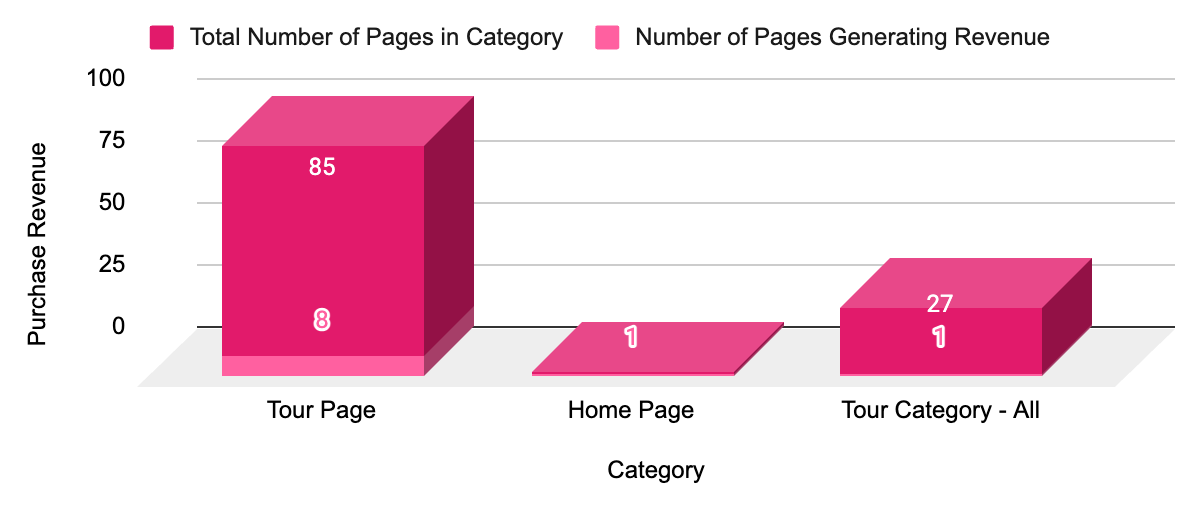 Total Number of Pages in Category Number of Pages Generating Revenue
100
75
50
25
0
Purchase Revenue
85
8
1
27
1
Tour Page Home Page Tour Category - All
Category